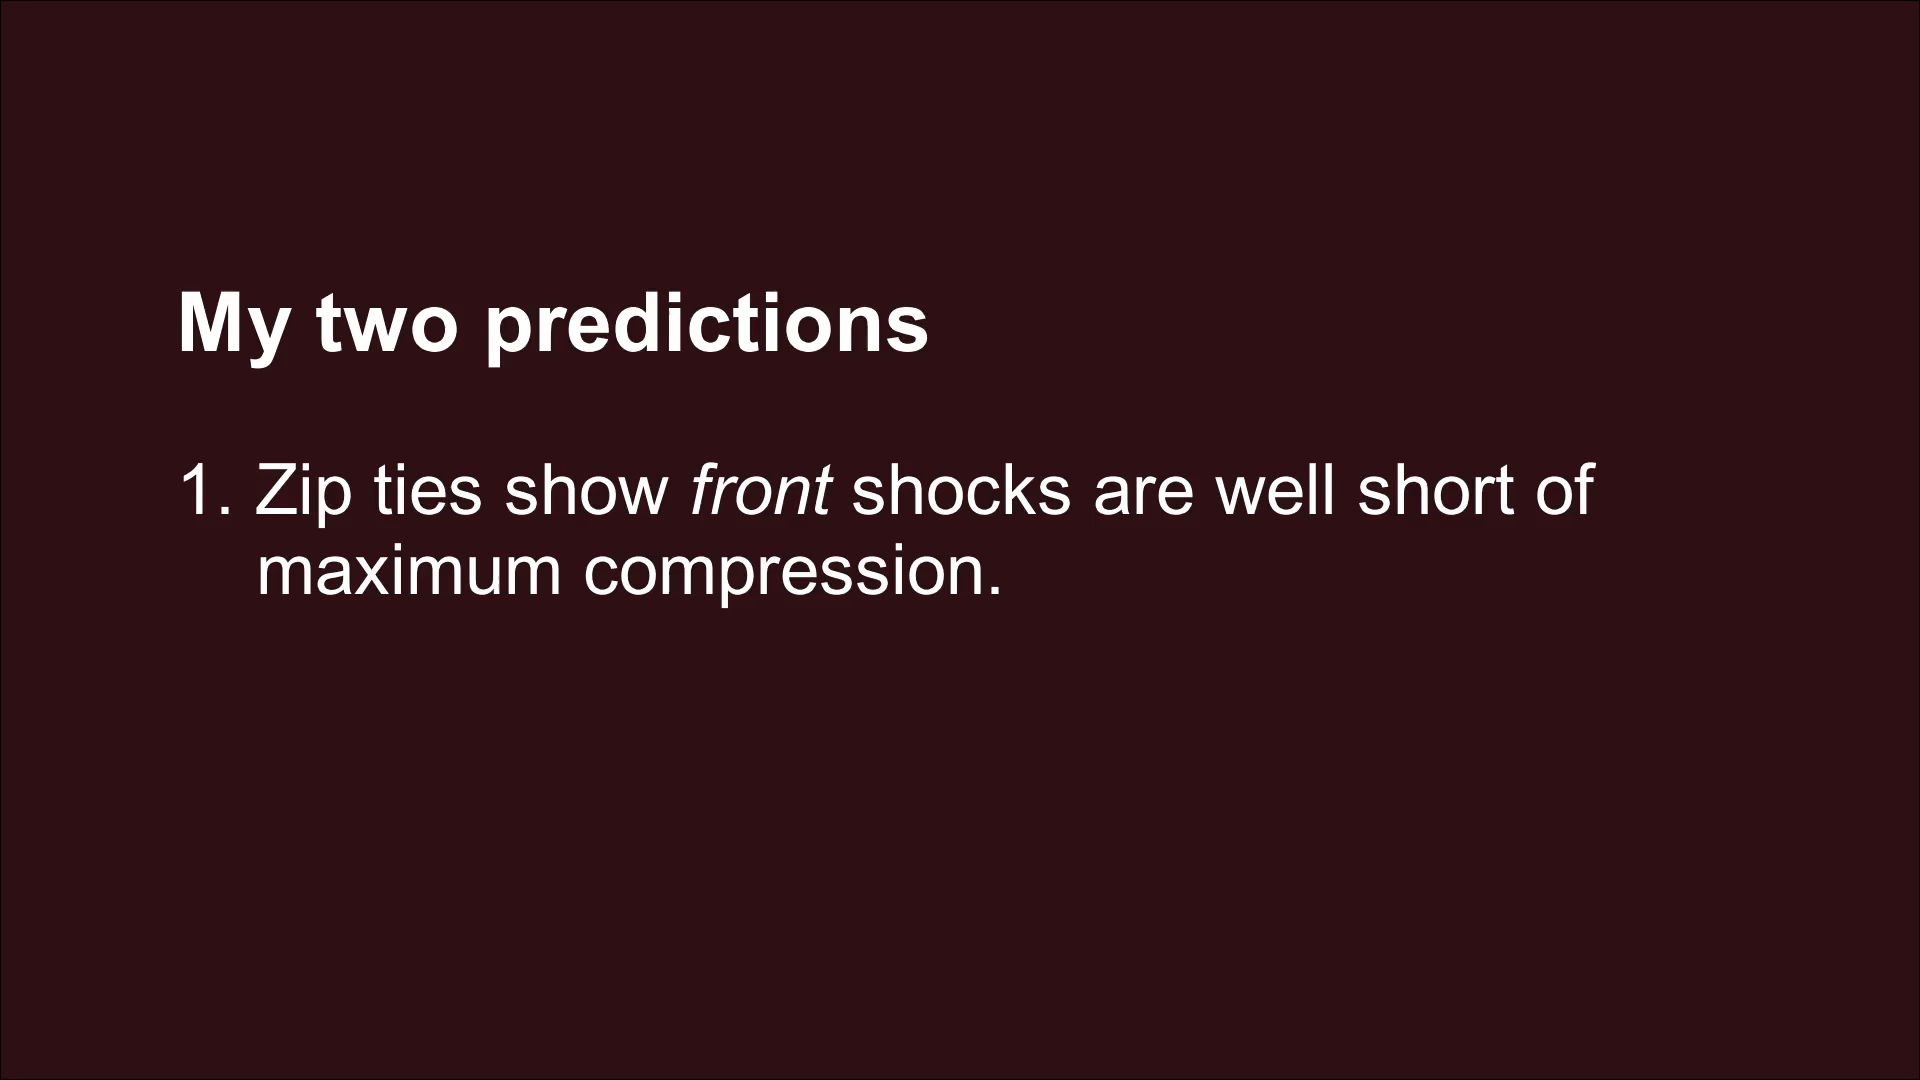 My two predictions
1. Zip ties show front shocks are well short of
maximum compression.